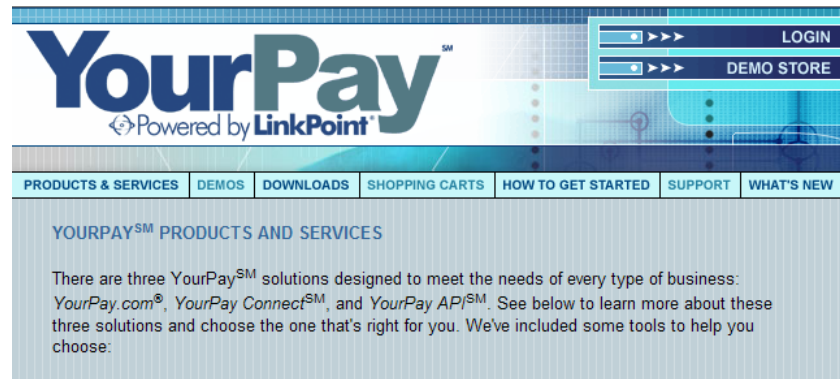 YourPay℠
Powered by LinkPoint®
LOGIN
DEMO STORE
PRODUCTS & SERVICES DEMOS DOWNLOADS SHOPPING CARTS HOW TO GET STARTED SUPPORT WHAT'S NEW
YOURPAY℠ PRODUCTS AND SERVICES
There are three YourPay℠ solutions designed to meet the needs of every type of business:
YourPay.com®, YourPay Connect℠, and YourPay API℠. See below to learn more about these
three solutions and choose the one that's right for you. We've included some tools to help you
choose: